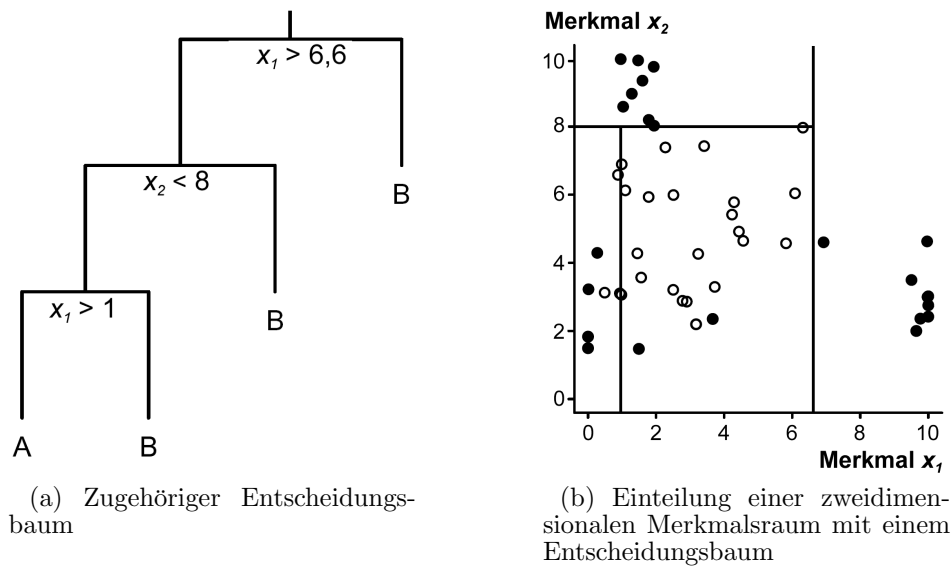 x1 > 6,6
x2 < 8
B
x1 > 1
B
A
B
(a) Zugehöriger Entscheidungs-
baum
Merkmal x2
10
8
6
4
2
0
0 2 4 6 8 10
Merkmal x1
(b) Einteilung einer zweidimen-
sionalen Merkmalsraum mit einem
Entscheidungsbaum